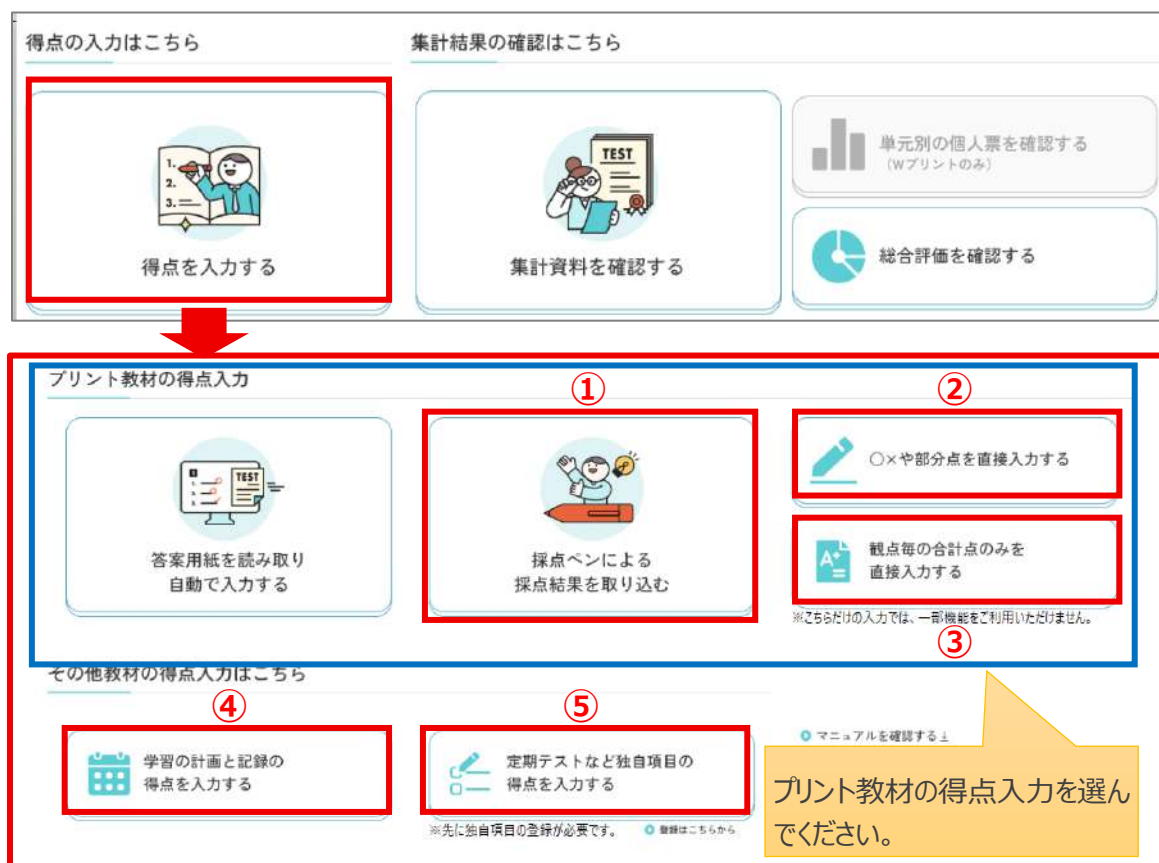 得点の入力はこちら
集計結果の確認はこちら
1.
2.
3.
得点を入力する
TEST
集計資料を確認する
単元別の個人票を確認する
(Wプリントのみ)
総合評価を確認する
プリント教材の得点入力
①
②
TEST
答案用紙を読み取り
自動で入力する
採点ペンによる
採点結果を取り込む
○×や部分点を直接入力する
A+
観点毎の合計点のみを
直接入力する
※こちらだけの入力では、一部機能をご利用いただけません。
③
その他教材の得点入力はこちら
④
⑤
学習の計画と記録の
得点を入力する
定期テストなど独自項目の
得点を入力する
※先に独自項目の登録が必要です。
登録はこちらから
マニュアルを確認する
プリント教材の得点入力を選ん
でください。